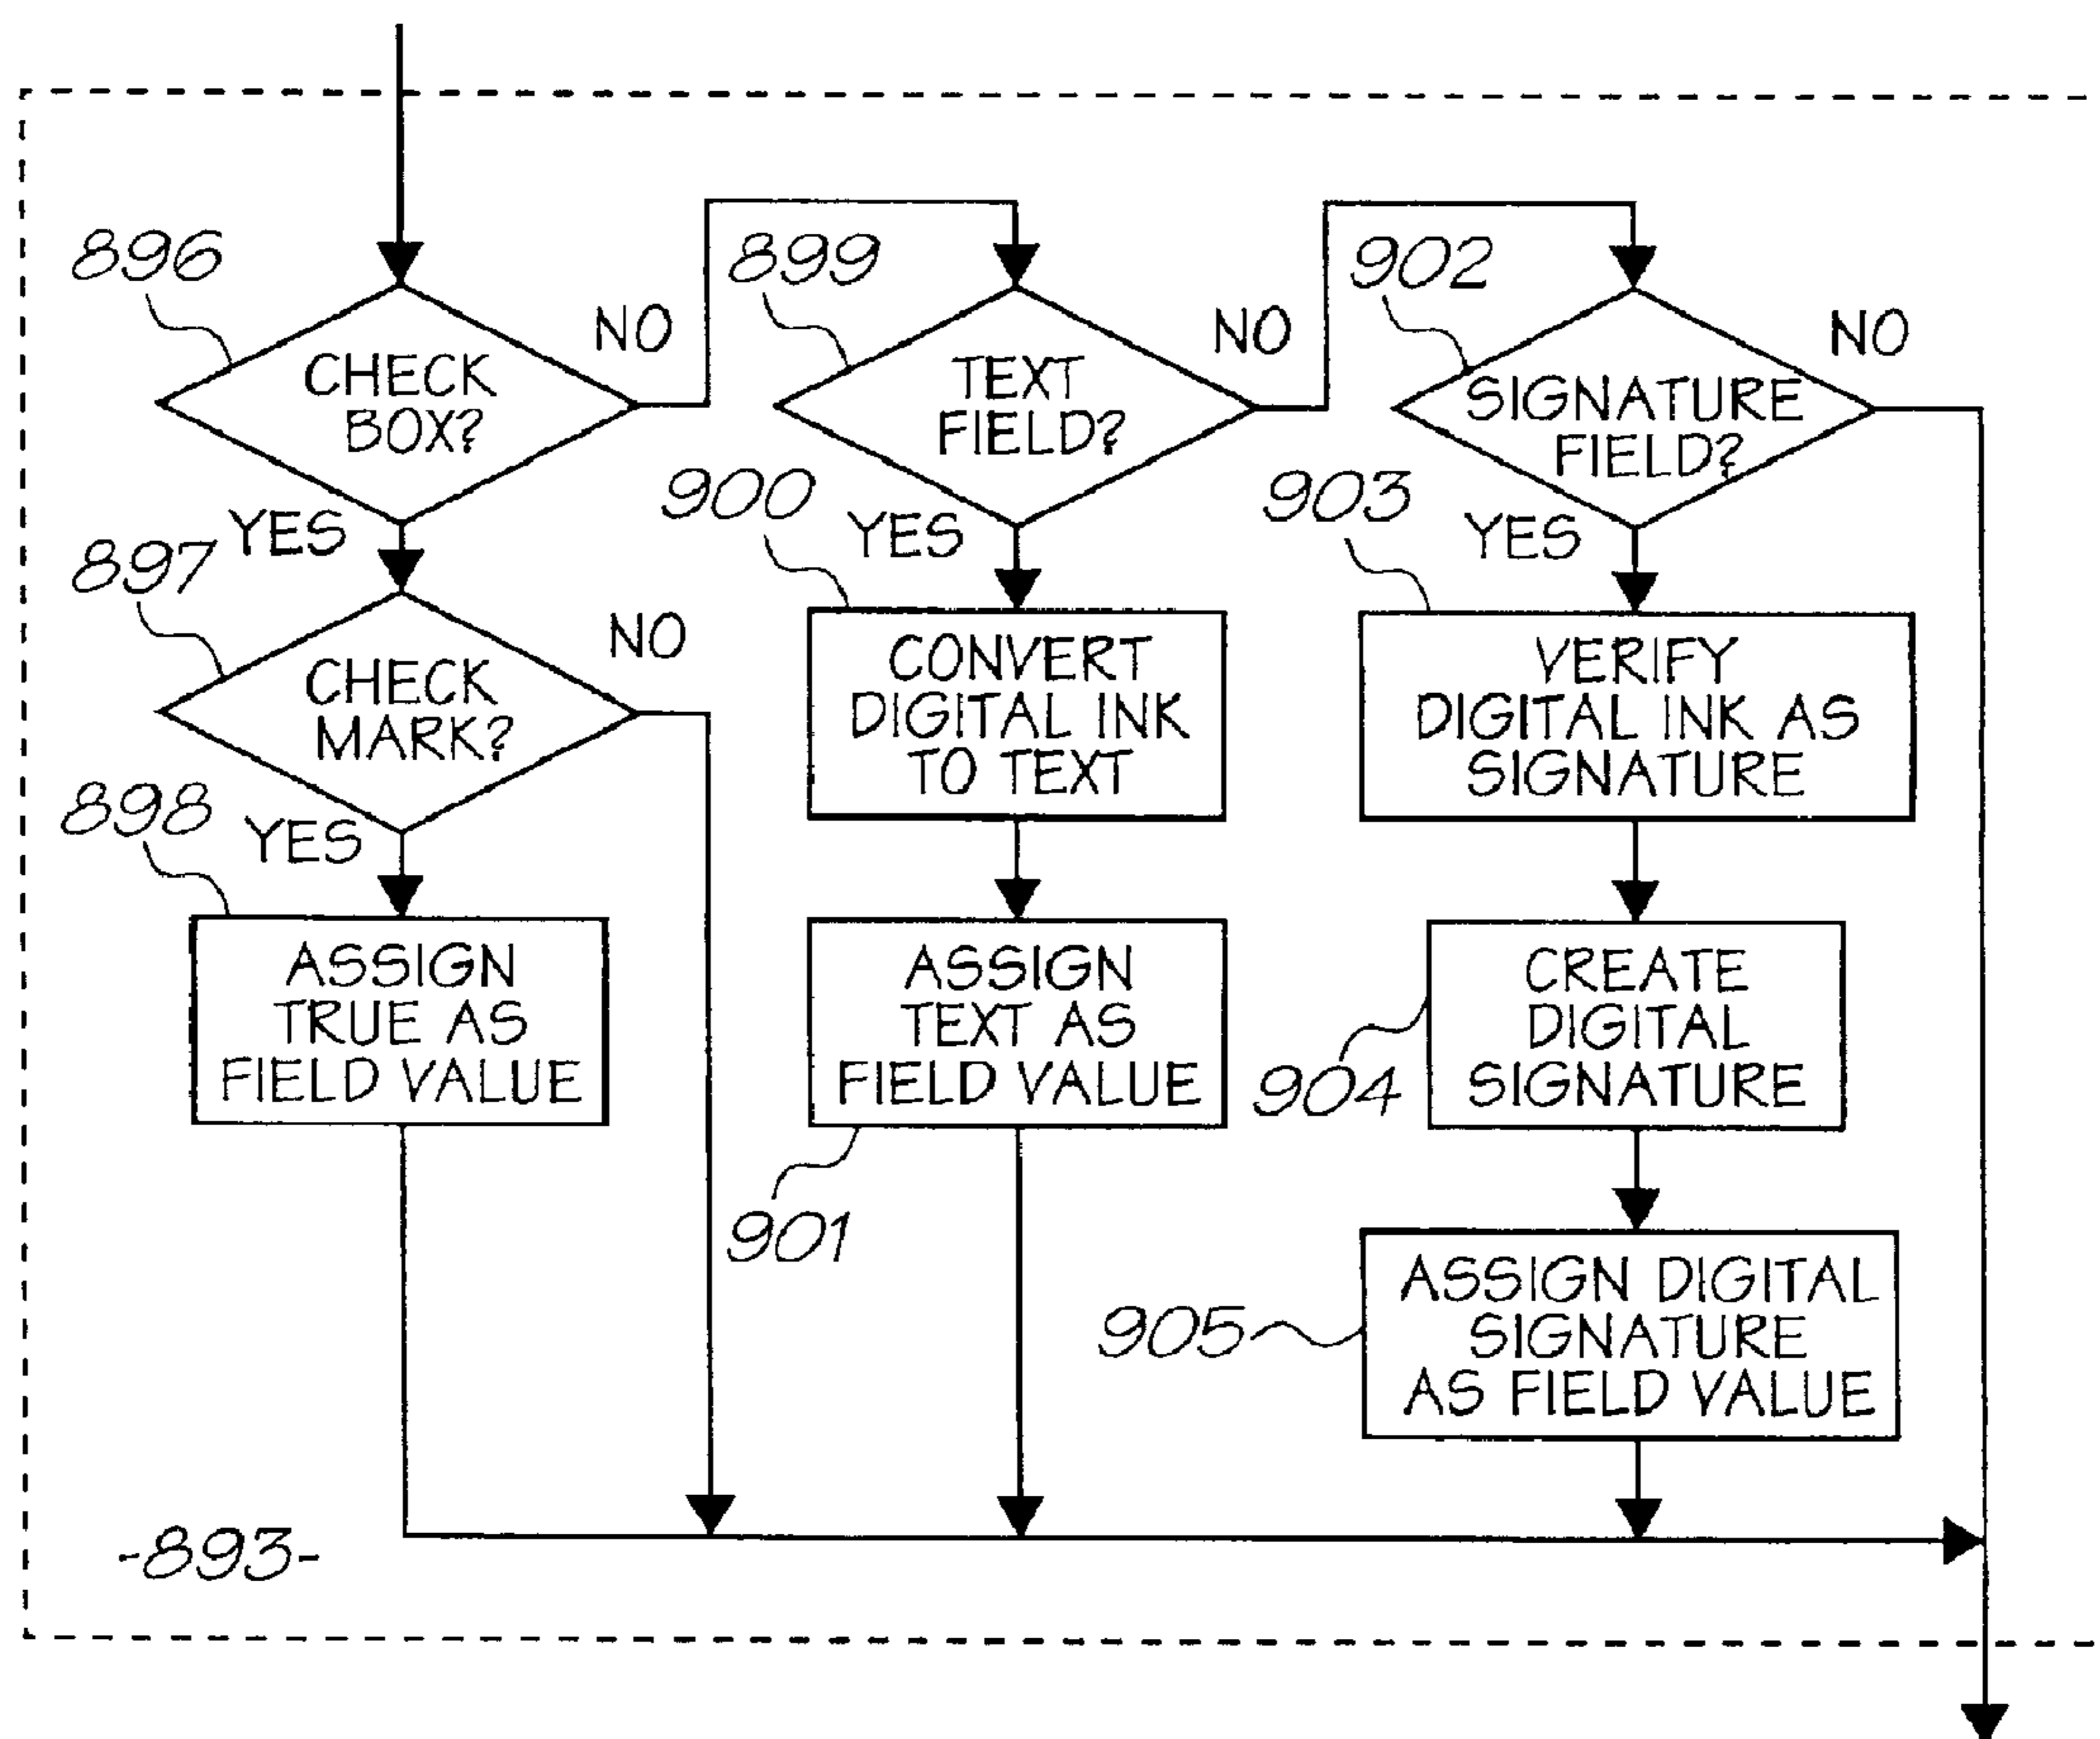 896
CHECK
BOX?
NO
YES
897
CHECK
MARK?
NO
YES
898
ASSIGN
TRUE AS
FIELD VALUE
899
TEXT
FIELD?
NO
YES
900
CONVERT
DIGITAL INK
TO TEXT
ASSIGN
TEXT AS
FIELD VALUE
901
902
SIGNATURE
FIELD?
NO
YES
903
VERIFY
DIGITAL INK AS
SIGNATURE
CREATE
DIGITAL
SIGNATURE
904
ASSIGN DIGITAL
SIGNATURE
AS FIELD VALUE
905
-893-